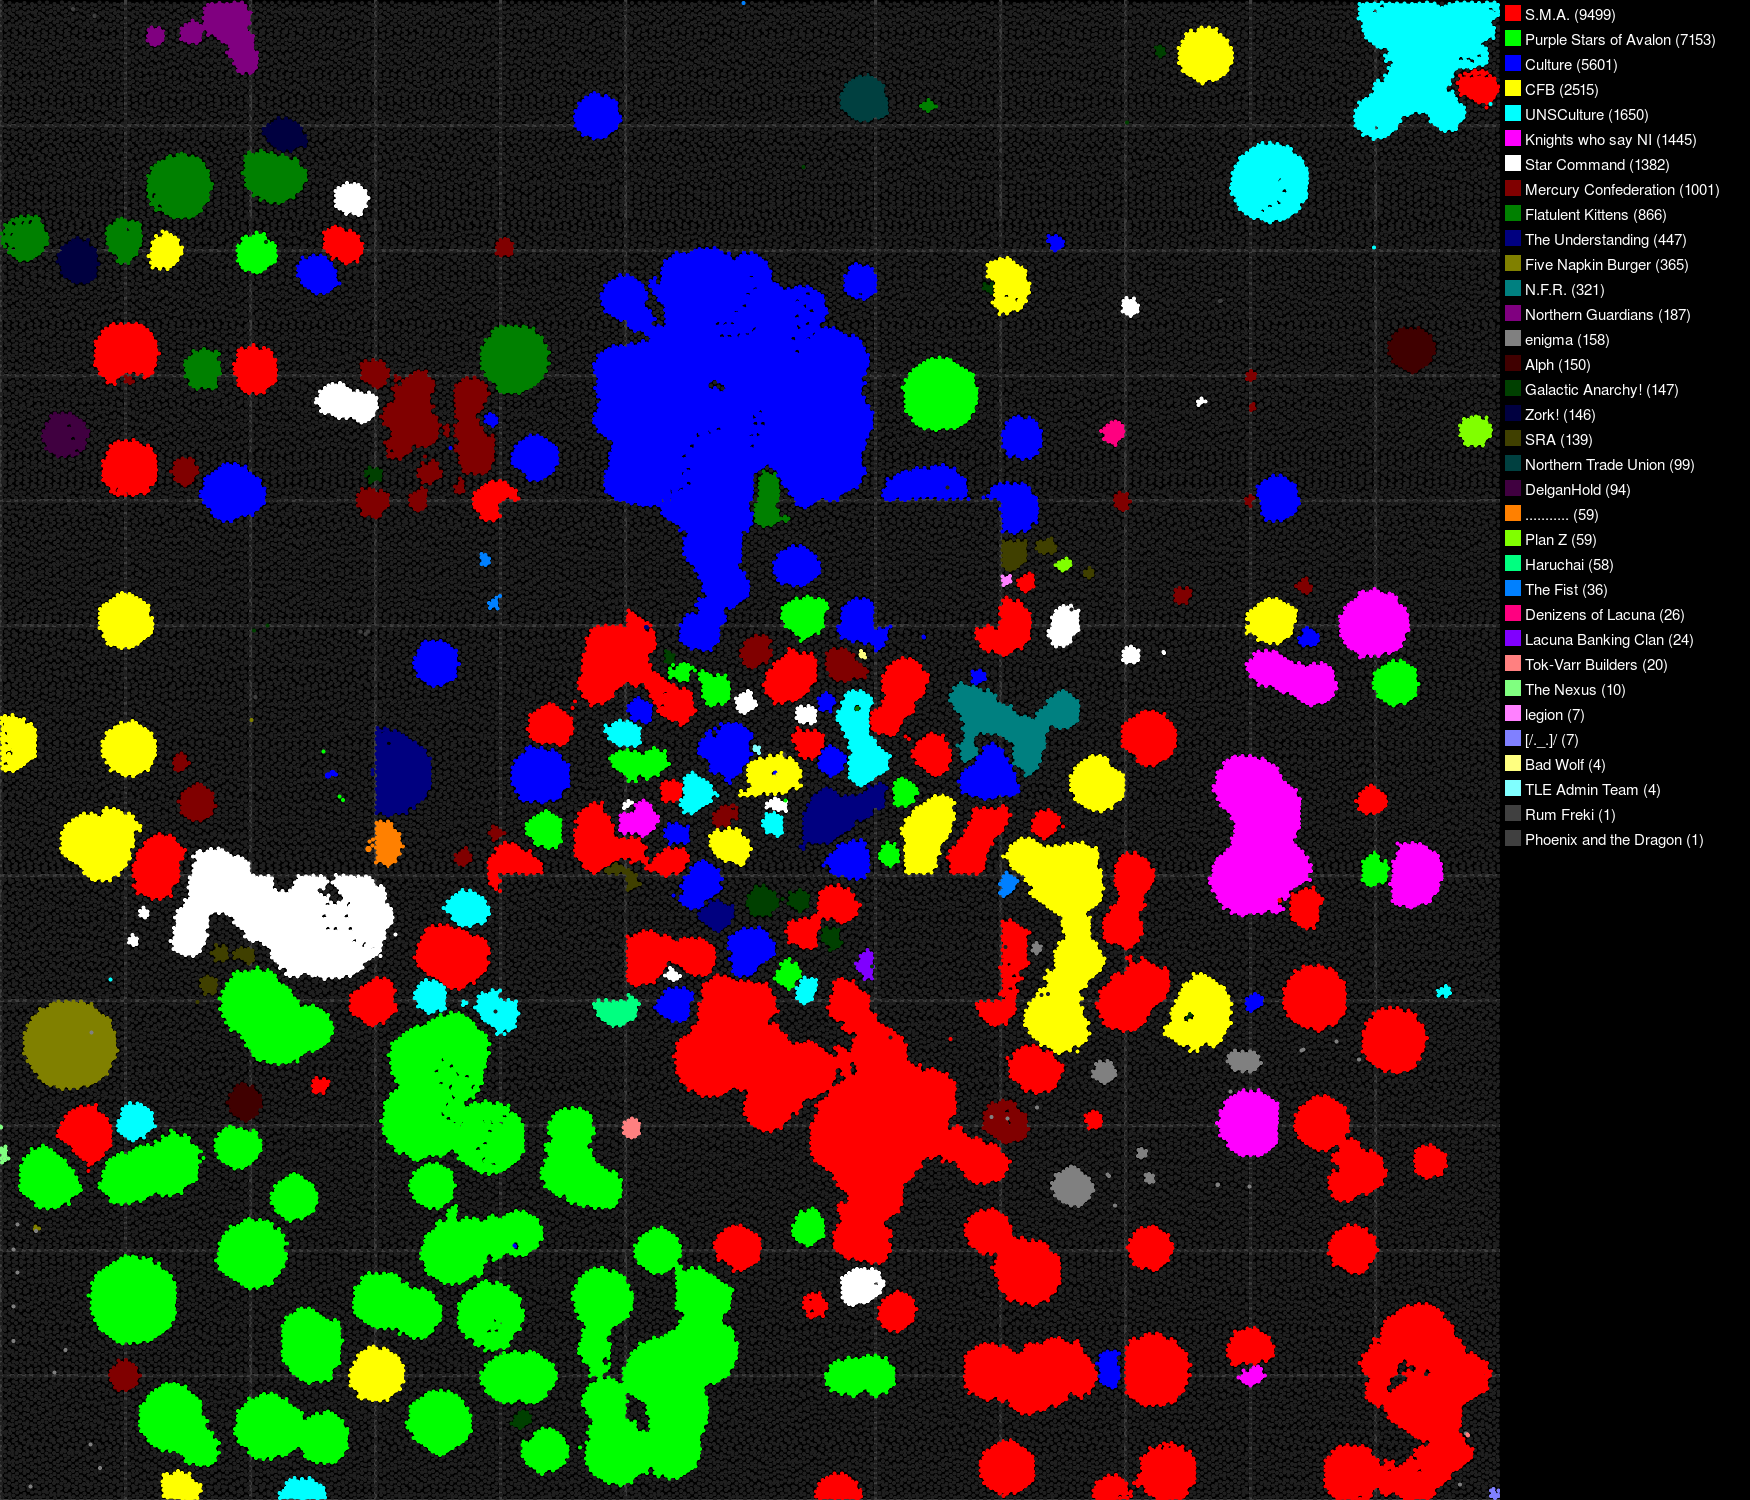 S.M.A. (9499)
Purple Stars of Avalon (7153)
Culture (5601)
CFB (2515)
UNSCulture (1650)
Knights who say NI (1445)
Star Command (1382)
Mercury Confederation (1001)
Flatulent Kittens (866)
The Understanding (447)
Five Napkin Burger (365)
N.F.R. (321)
Northern Guardians (187)
enigma (158)
Alph (150)
Galactic Anarchy! (147)
Zork! (146)
SRA (139)
Northern Trade Union (99)
DelganHold (94)
........... (59)
Plan Z (59)
Haruchai (58)
The Fist (36)
Denizens of Lacuna (26)
Lacuna Banking Clan (24)
Tok-Varr Builders (20)
The Nexus (10)
legion (7)
[/._.]/ (7)
Bad Wolf (4)
TLE Admin Team (4)
Rum Freki (1)
Phoenix and the Dragon (1)